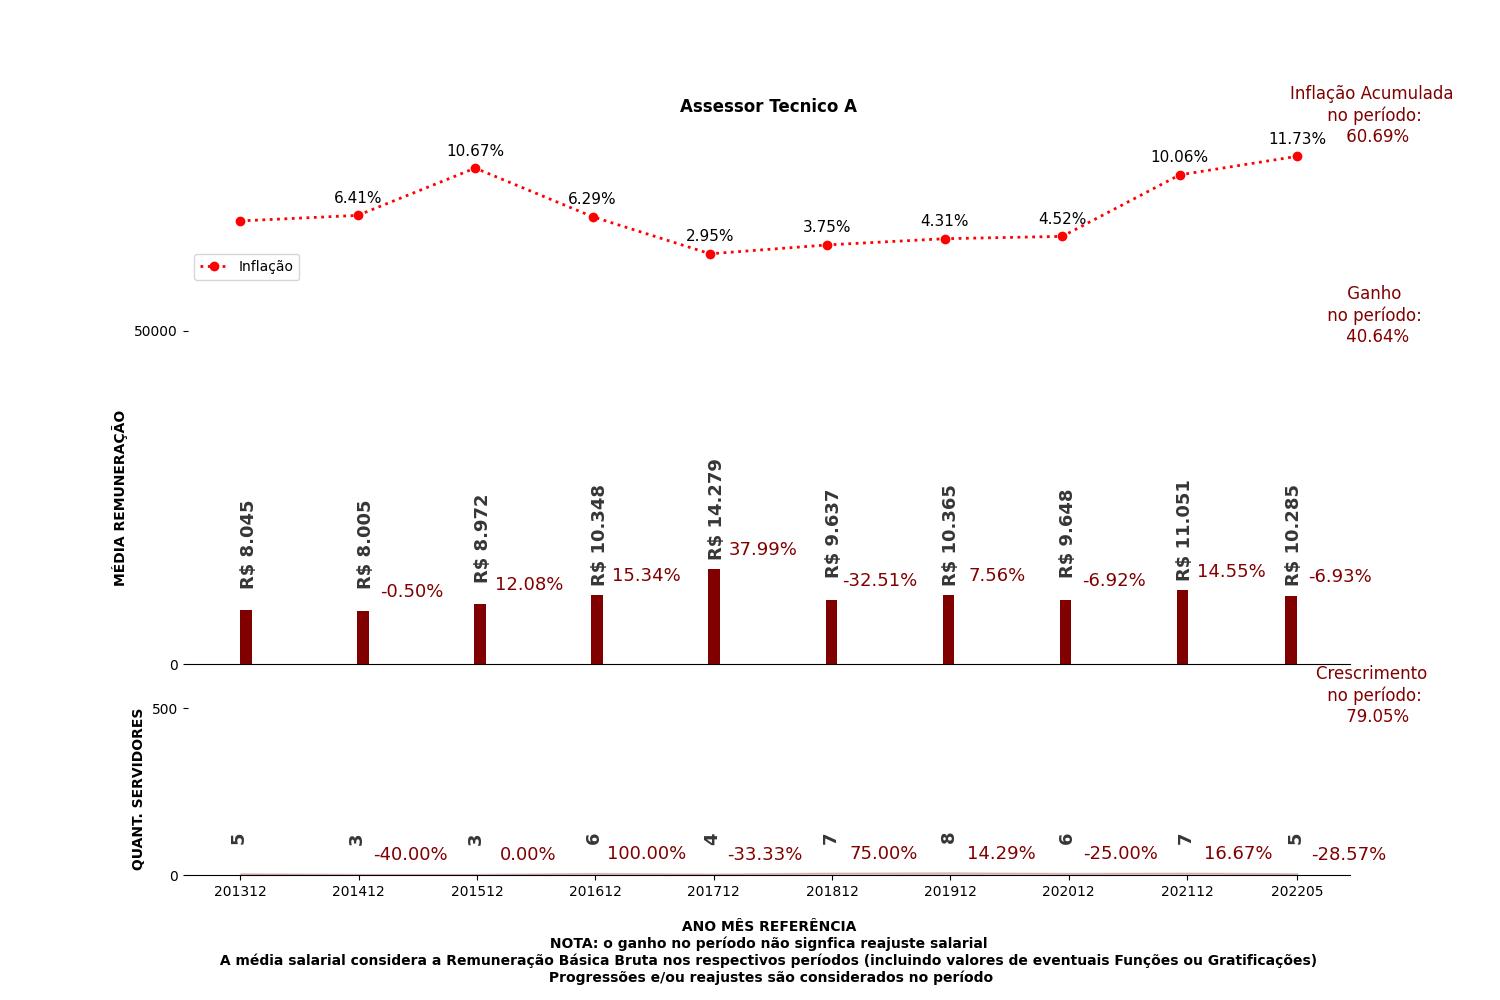 Assessor Tecnico A
Inflação Acumulada
no período:
60.69%
6.41%
10.67%
6.29%
2.95%
3.75%
4.31%
4.52%
10.06%
11.73%
Inflação
Ganho
no período:
40.64%
50000
0
MÉDIA REMUNERAÇÃO
R$ 8.045
R$ 8.005
R$ 8.972
R$ 10.348
R$ 14.279
R$ 9.637
R$ 10.365
R$ 9.648
R$ 11.051
R$ 10.285
-0.50%
12.08%
15.34%
37.99%
-32.51%
7.56%
-6.92%
14.55%
-6.93%
Crescrimento
no período:
79.05%
500
0
QUANT. SERVIDORES
5
3
3
6
4
7
8
6
7
5
-40.00%
0.00%
100.00%
-33.33%
75.00%
14.29%
-25.00%
16.67%
-28.57%
201312
201412
201512
201612
201712
201812
201912
202012
202112
202205
ANO MÊS REFERÊNCIA
NOTA: o ganho no período não signfica reajuste salarial
A média salarial considera a Remuneração Básica Bruta nos respectivos períodos (incluindo valores de eventuais Funções ou Gratificações)
Progressões e/ou reajustes são considerados no período